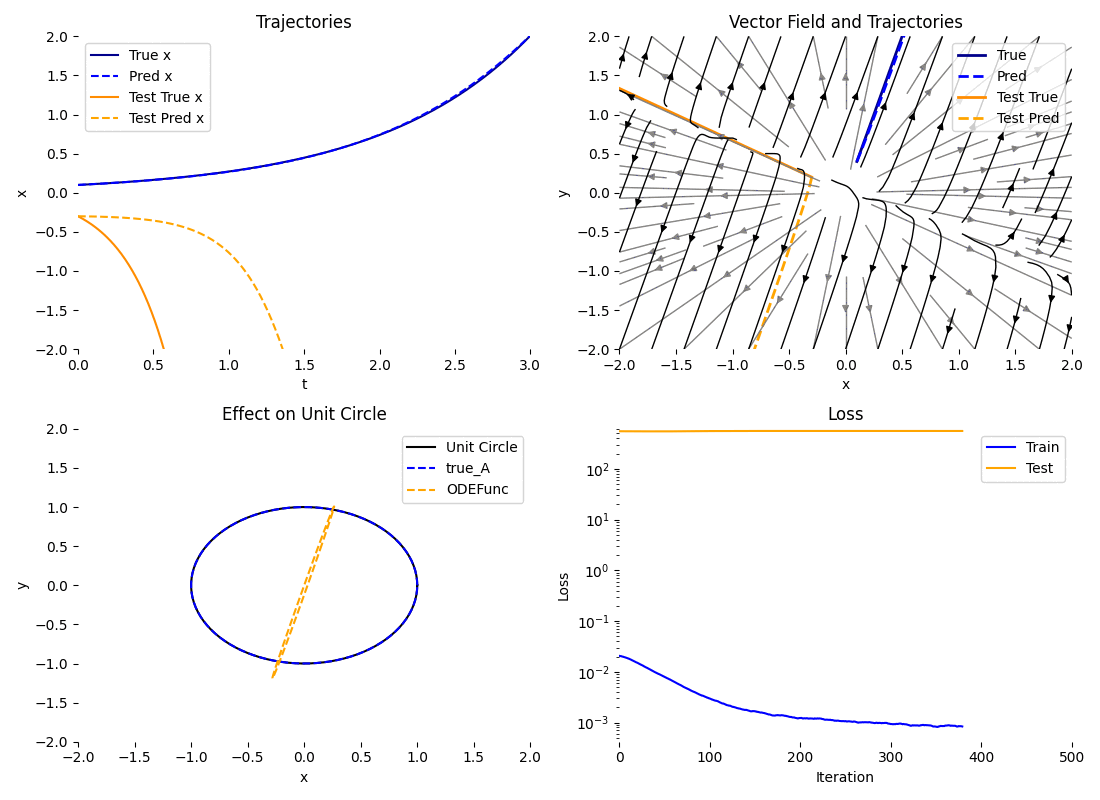 Trajectories
2.0
1.5
1.0
0.5
0.0
−0.5
−1.0
−1.5
−2.0
x
True x
Pred x
Test True x
Test Pred x
0.0 0.5 1.0 1.5 2.0 2.5 3.0
t
Vector Field and Trajectories
2.0
1.5
1.0
0.5
0.0
−0.5
−1.0
−1.5
−2.0
y
True
Pred
Test True
Test Pred
−2.0 −1.5 −1.0 −0.5 0.0 0.5 1.0 1.5 2.0
x
Effect on Unit Circle
2.0
1.5
1.0
0.5
0.0
−0.5
−1.0
−1.5
−2.0
y
Unit Circle
true_A
ODEFunc
−2.0 −1.5 −1.0 −0.5 0.0 0.5 1.0 1.5 2.0
x
Loss
10²
10¹
10⁰
10⁻¹
10⁻²
10⁻³
Loss
Train
Test
0 100 200 300 400 500
Iteration